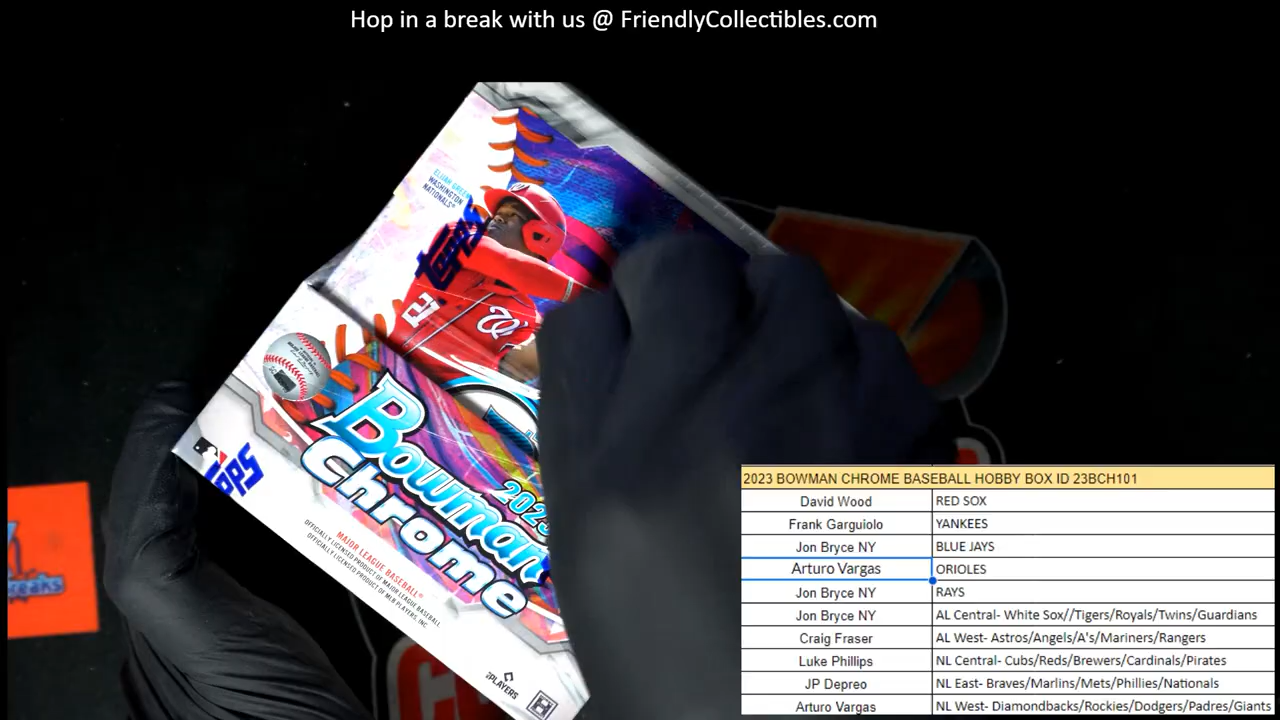 Hop in a break with us @ FriendlyCollectibles.com
ELIJAH GREEN
WASHINGTON
NATIONALS®
topps
21
W
Bowman
2023
Chrome
topps
MAJOR LEAGUE BASEBALL®
OFFICIALLY LICENSED PRODUCT OF MAJOR LEAGUE BASEBALL
OFFICIALLY LICENSED PRODUCT OF MLB PLAYERS, INC.
PLAYERS
H
reaks
2023 BOWMAN CHROME BASEBALL HOBBY BOX ID 23BCH101
David Wood RED SOX
Frank Garguiolo YANKEES
Jon Bryce NY BLUE JAYS
Arturo Vargas ORIOLES
Jon Bryce NY RAYS
Jon Bryce NY AL Central- White Sox//Tigers/Royals/Twins/Guardians
Craig Fraser AL West- Astros/Angels/A's/Mariners/Rangers
Luke Phillips NL Central- Cubs/Reds/Brewers/Cardinals/Pirates
JP Depreo NL East- Braves/Marlins/Mets/Phillies/Nationals
Arturo Vargas NL West- Diamondbacks/Rockies/Dodgers/Padres/Giants